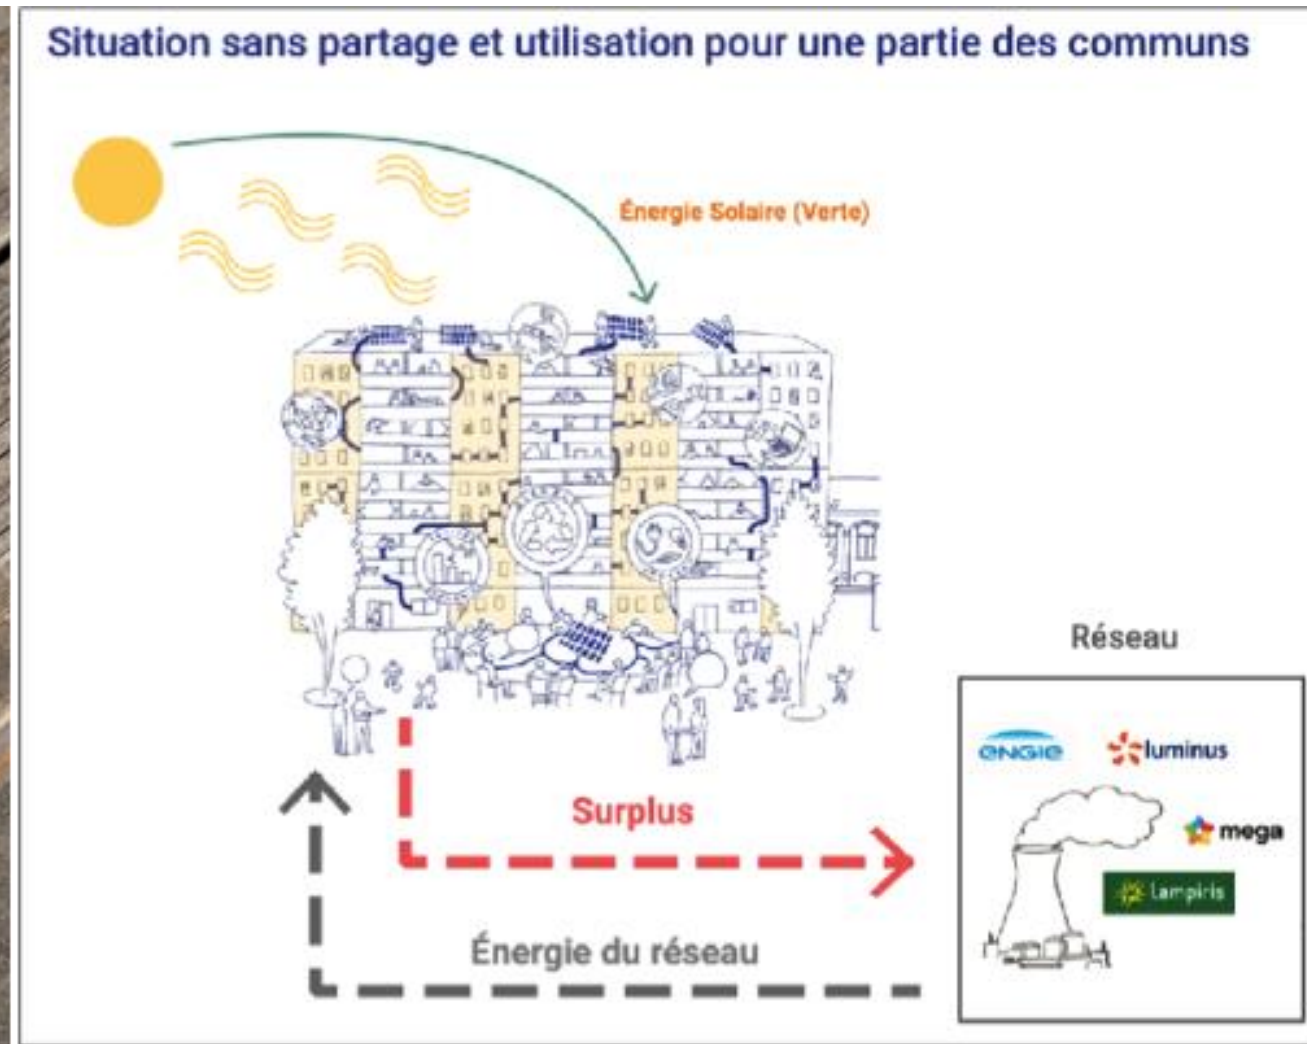 Situation sans partage et utilisation pour une partie des communs
Énergie Solaire (Verte)
Réseau
ENGIE
luminus
mega
Lampiris
Surplus
Énergie du réseau